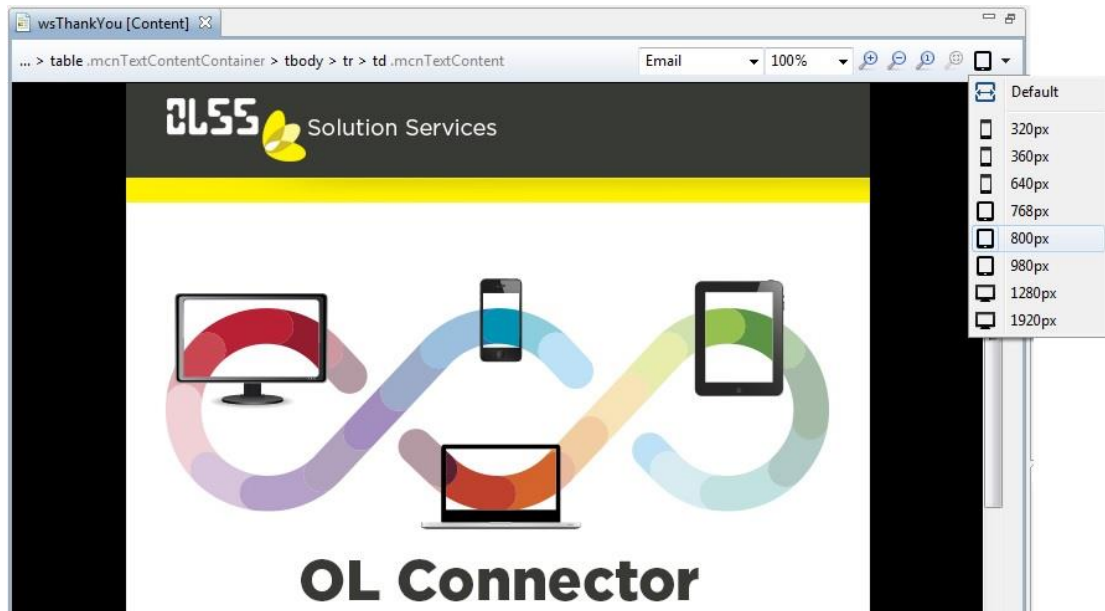 wsThankYou [Content]
... > table .mcnTextContentContainer > tbody > tr > td .mcnTextContent
Email
100%
Default
320px
360px
640px
768px
800px
980px
1280px
1920px
OLSS
Solution Services
OL Connector